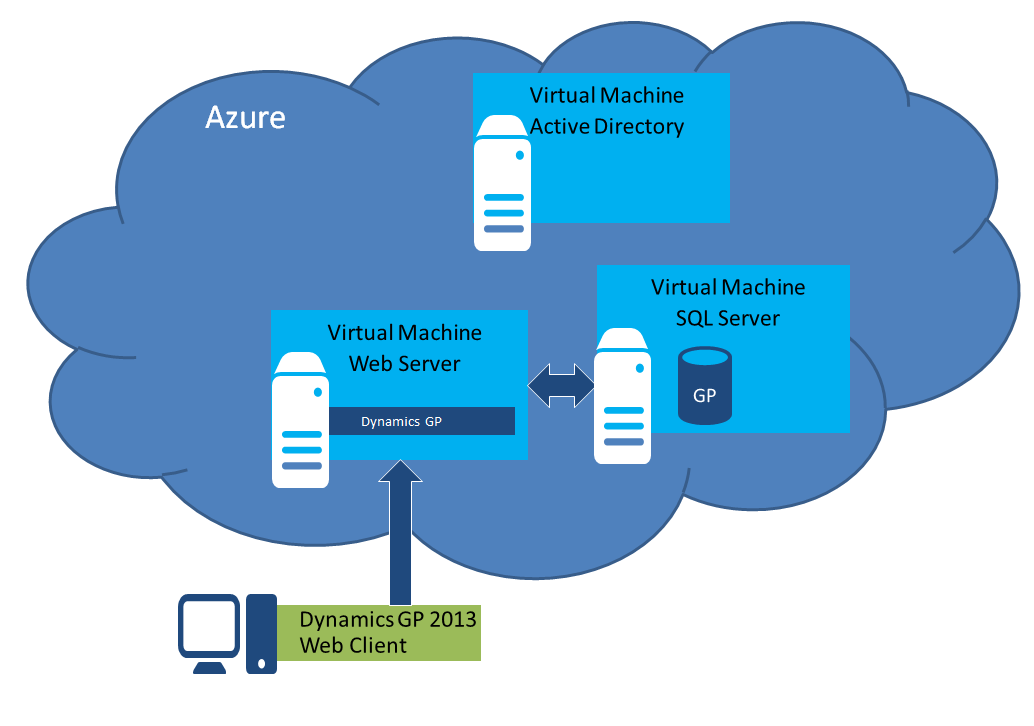 Azure
Virtual Machine
Active Directory
Virtual Machine
SQL Server
GP
Virtual Machine
Web Server
Dynamics GP
Dynamics GP 2013
Web Client